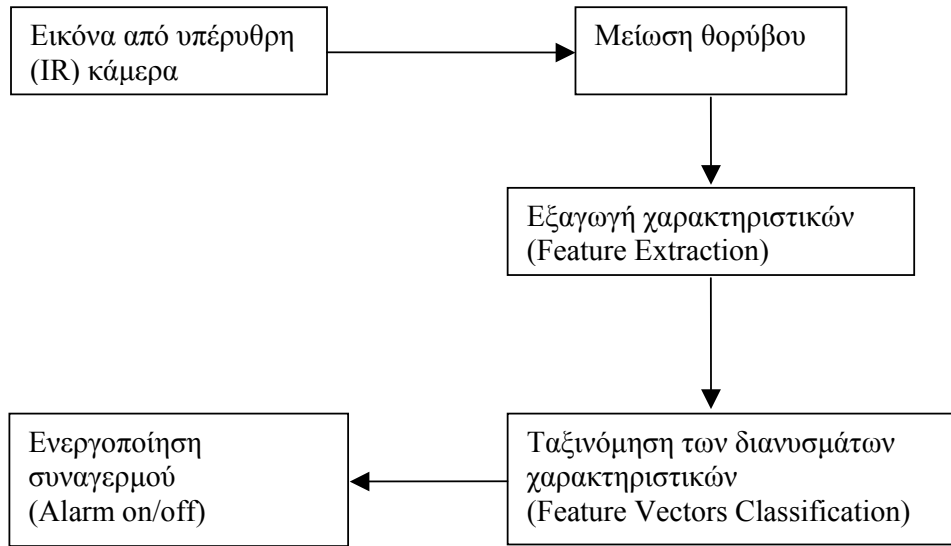 Εικόνα από υπέρυθρη
(IR) κάμερα
Μείωση θορύβου
Εξαγωγή χαρακτηριστικών
(Feature Extraction)
Ταξινόμηση των διανυσμάτων
χαρακτηριστικών
(Feature Vectors Classification)
Ενεργοποίηση
συναγερμού
(Alarm on/off)